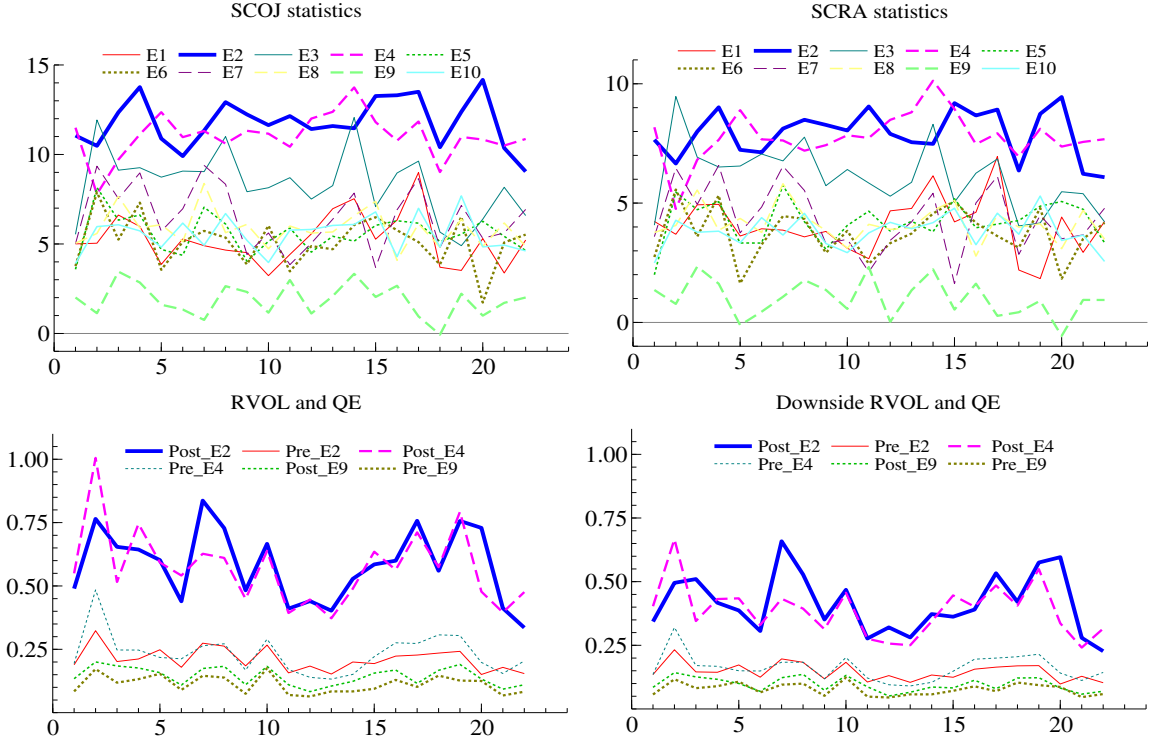 SCOJ statistics
E1 E2 E3 E4 E5
E6 E7 E8 E9 E10
15
10
5
0
0 5 10 15 20
SCRA statistics
E1 E2 E3 E4 E5
E6 E7 E8 E9 E10
10
5
0
0 5 10 15 20
RVOL and QE
Post_E2 Pre_E2 Post_E4
Pre_E4 Post_E9 Pre_E9
1.00
0.75
0.50
0.25
0 5 10 15 20
Downside RVOL and QE
Post_E2 Pre_E2 Post_E4
Pre_E4 Post_E9 Pre_E9
1.00
0.75
0.50
0.25
0 5 10 15 20